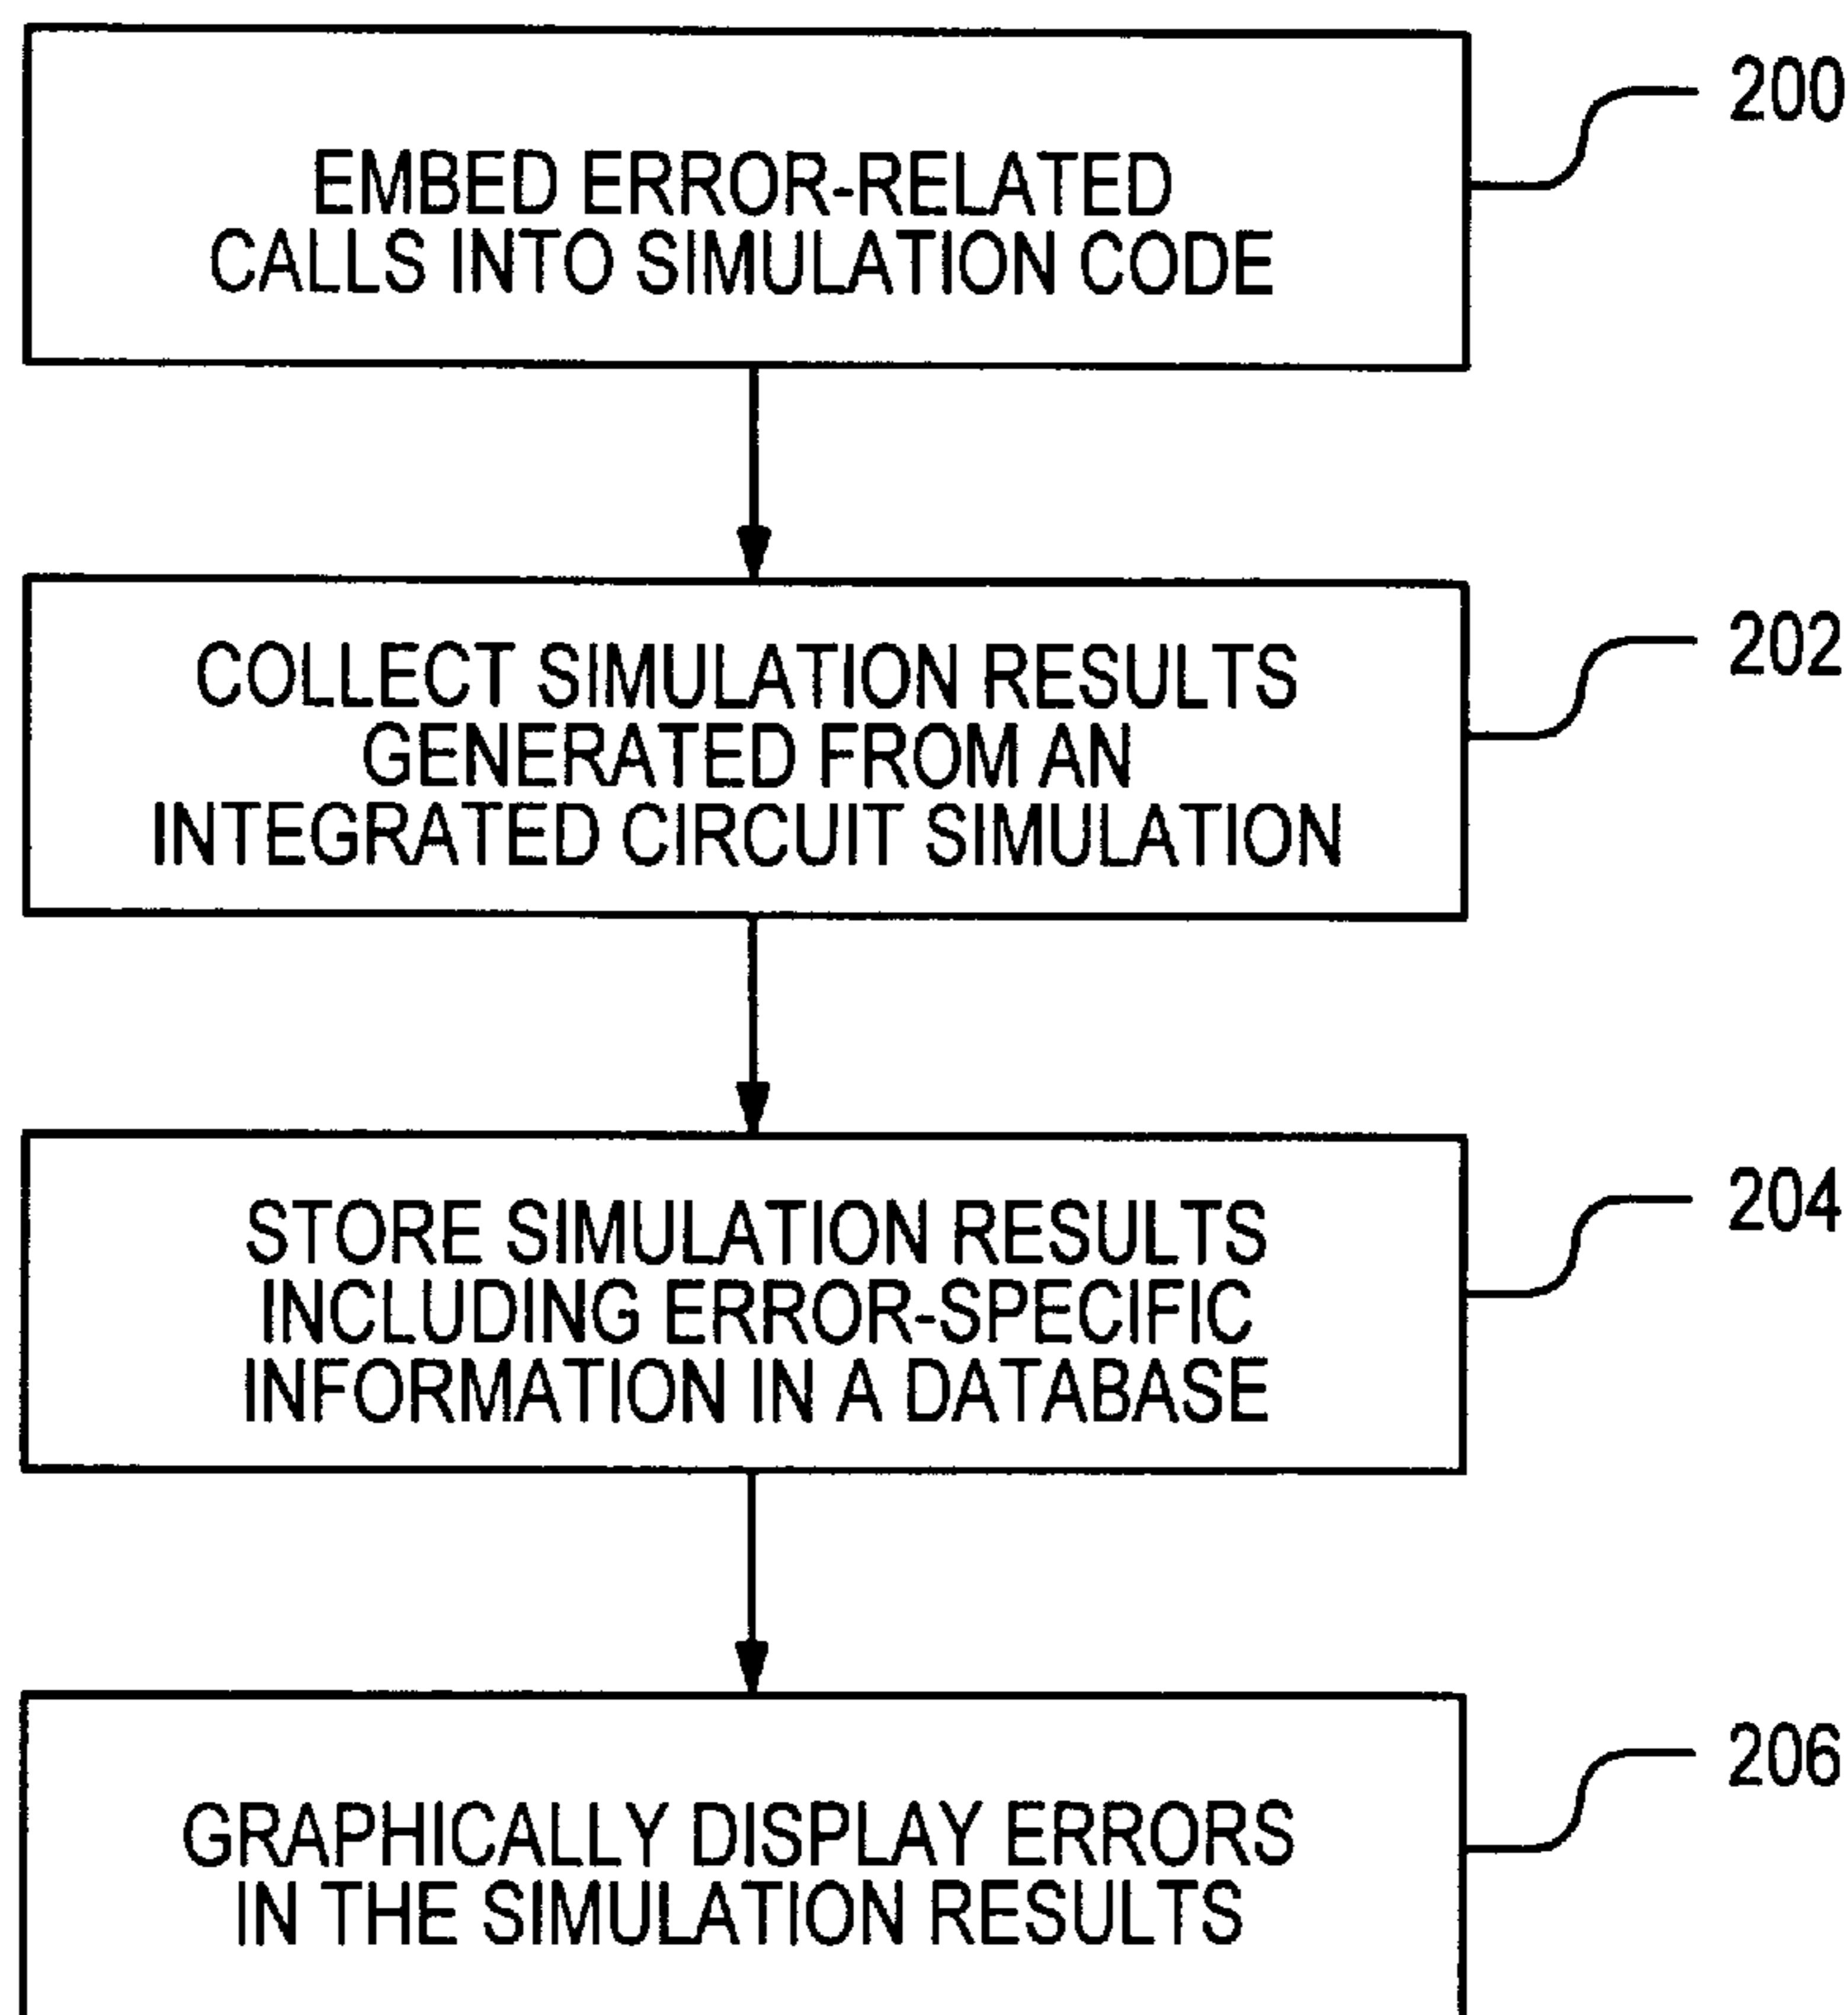 200
EMBED ERROR-RELATED
CALLS INTO SIMULATION CODE
202
COLLECT SIMULATION RESULTS
GENERATED FROM AN
INTEGRATED CIRCUIT SIMULATION
204
STORE SIMULATION RESULTS
INCLUDING ERROR-SPECIFIC
INFORMATION IN A DATABASE
206
GRAPHICALLY DISPLAY ERRORS
IN THE SIMULATION RESULTS